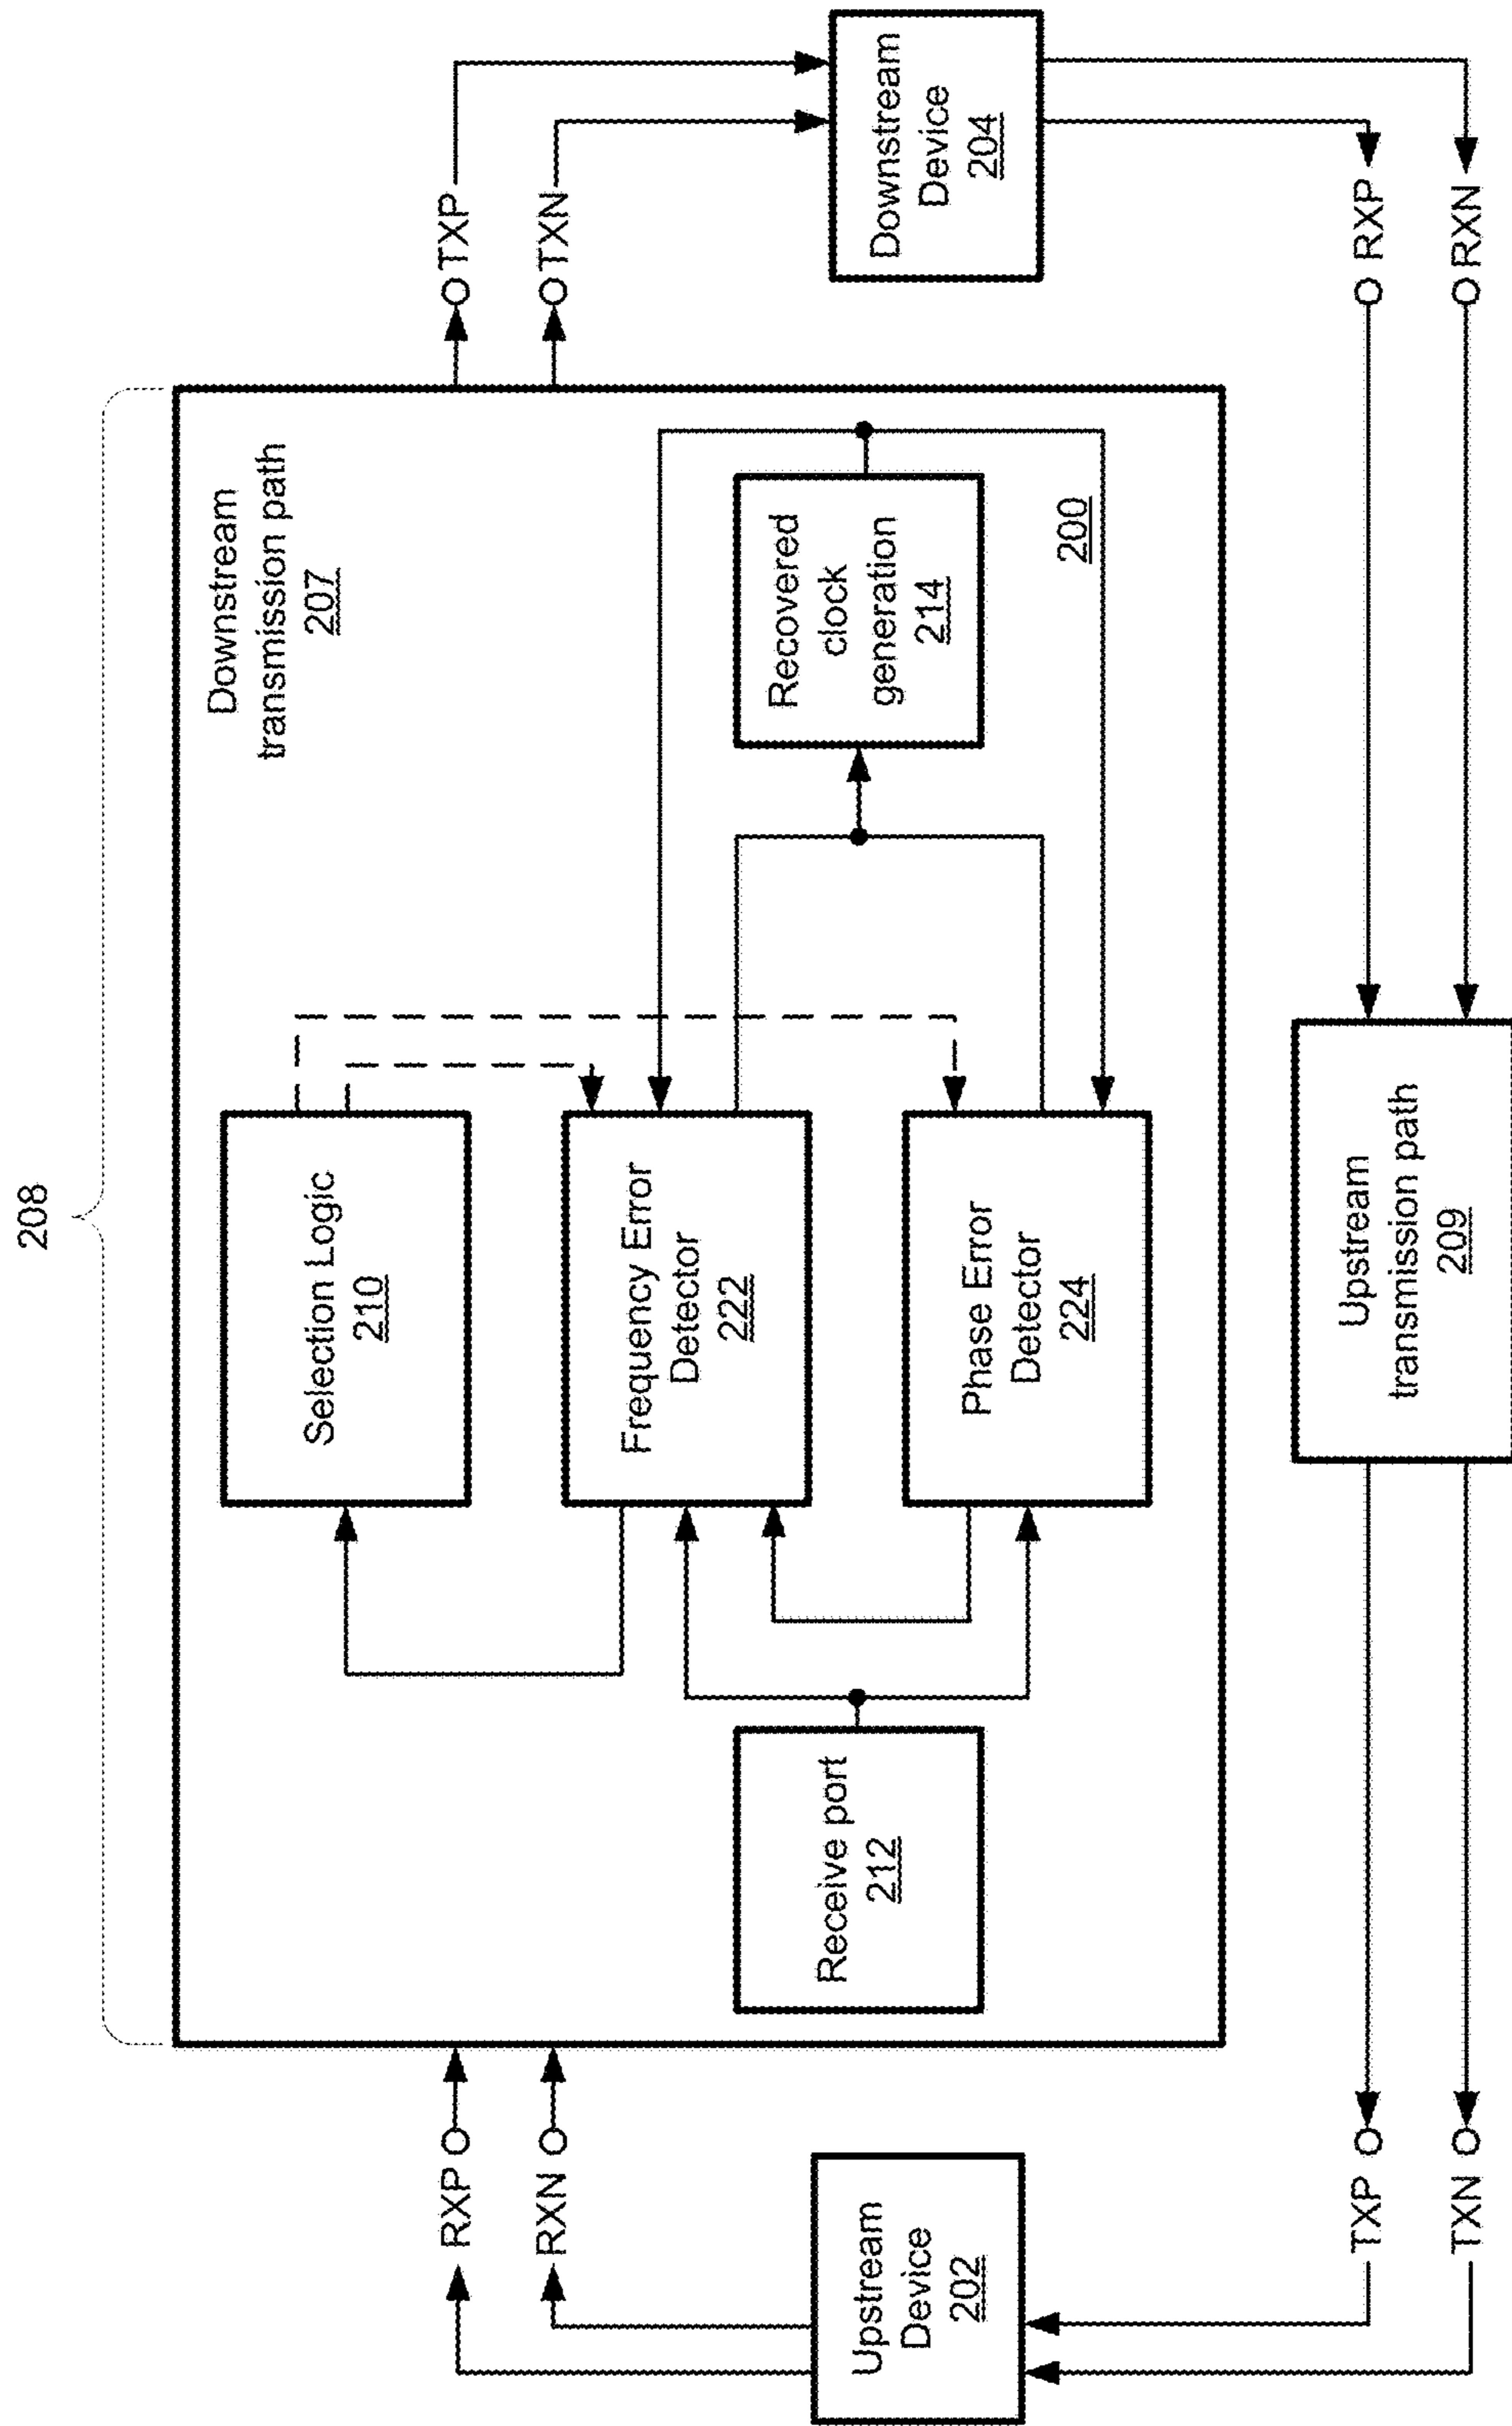 208
Downstream
transmission path
207
Selection Logic
210
Frequency Error
Detector
222
Phase Error
Detector
224
Receive port
212
Recovered
clock
generation
214
200
RXP
RXN
TXP
TXN
Upstream
Device
202
Downstream
Device
204
TXP
TXN
Upstream
transmission path
209
RXP
RXN